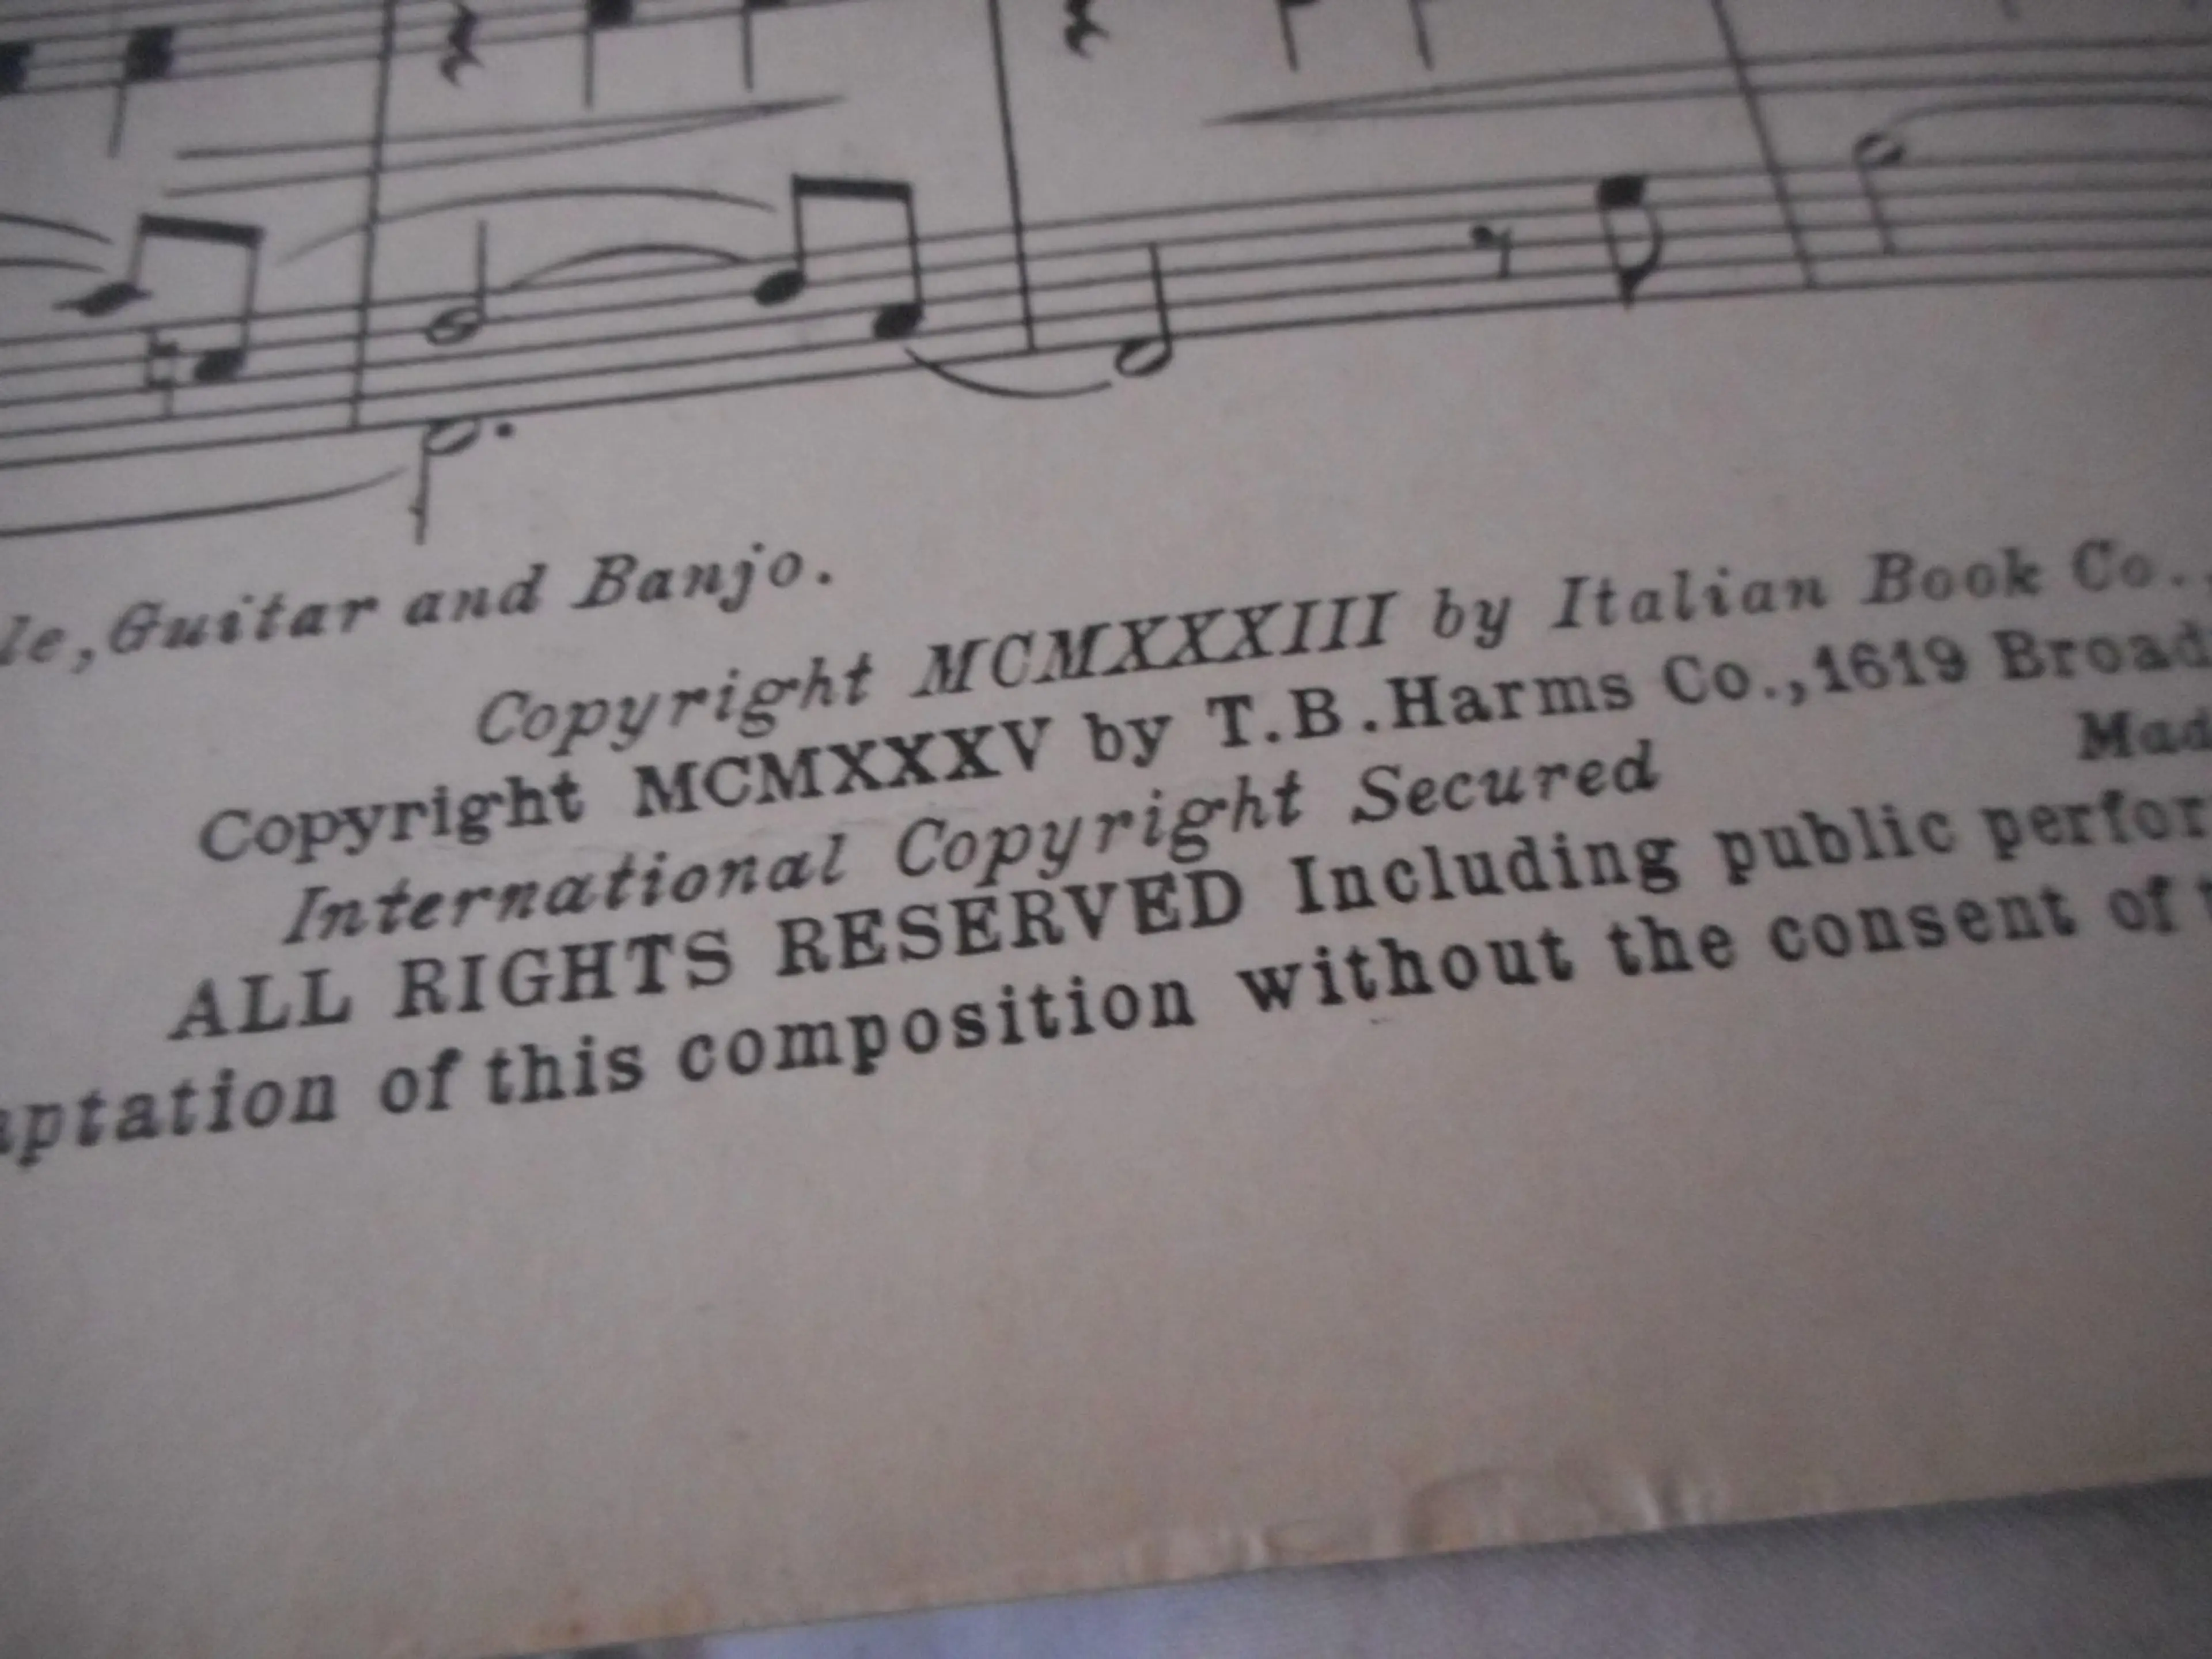 le, Guitar and Banjo.
Copyright MCMXXXIII by Italian Book Co.,
Copyright MCMXXXV by T.B. Harms Co., 1619 Broad
International Copyright Secured Mad
ALL RIGHTS RESERVED Including public perfor
aptation of this composition without the consent of